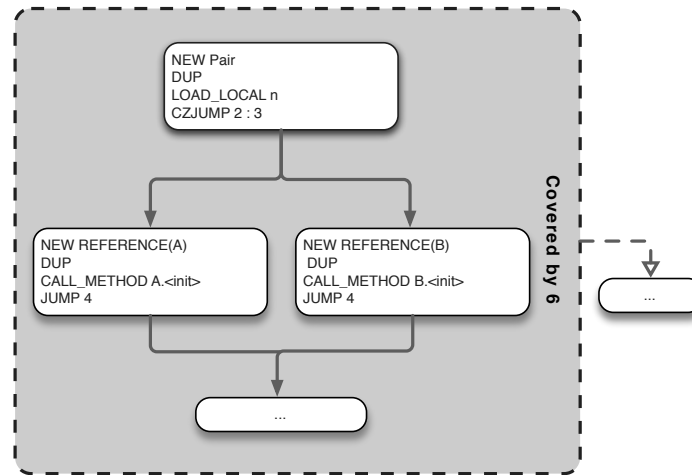 NEW Pair
DUP
LOAD_LOCAL n
CZJUMP 2 : 3
NEW REFERENCE(A)
DUP
CALL_METHOD A.<init>
JUMP 4
NEW REFERENCE(B)
DUP
CALL_METHOD B.<init>
JUMP 4
Covered by 6
...
...